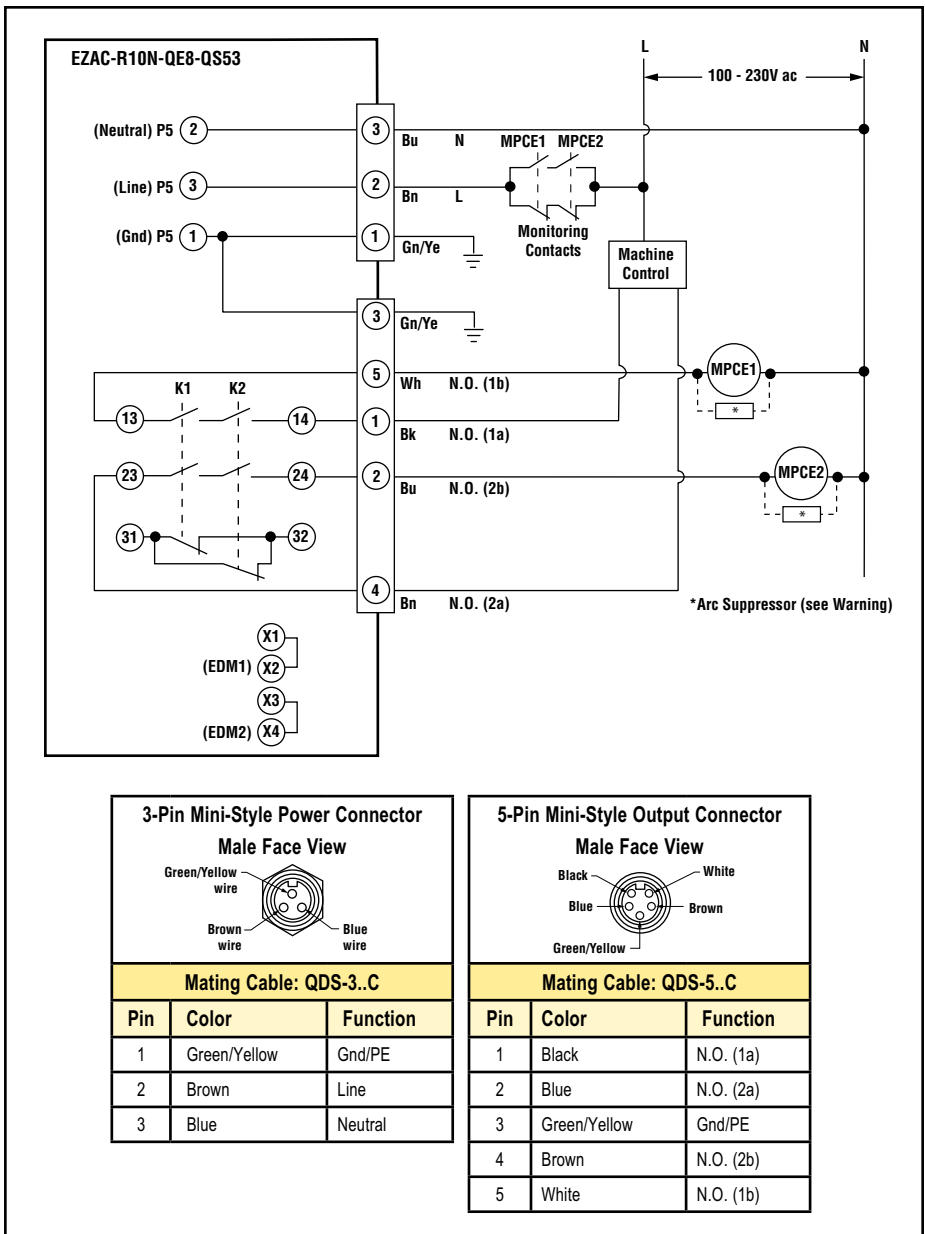 EZAC-R10N-QE8-QS53
L
N
100 - 230V ac
(Neutral) P5 2
3
Bu N
MPCE1 MPCE2
(Line) P5 3
2
Bn L
(Gnd) P5 1
1
Gn/Ye
Monitoring
Contacts
Machine
Control
3
Gn/Ye
5
Wh N.O. (1b)
MPCE1
*
K1 K2
13
14
1
Bk N.O. (1a)
23
24
2
Bu N.O. (2b)
MPCE2
*
31
32
4
Bn N.O. (2a)
*Arc Suppressor (see Warning)
X1
(EDM1) X2
X3
(EDM2) X4
3-Pin Mini-Style Power Connector
Male Face View
Green/Yellow
wire
Brown
wire
Blue
wire
Mating Cable: QDS-3..C
Pin Color Function
1 Green/Yellow Gnd/PE
2 Brown Line
3 Blue Neutral
5-Pin Mini-Style Output Connector
Male Face View
Black
White
Blue
Brown
Green/Yellow
Mating Cable: QDS-5..C
Pin Color Function
1 Black N.O. (1a)
2 Blue N.O. (2a)
3 Green/Yellow Gnd/PE
4 Brown N.O. (2b)
5 White N.O. (1b)